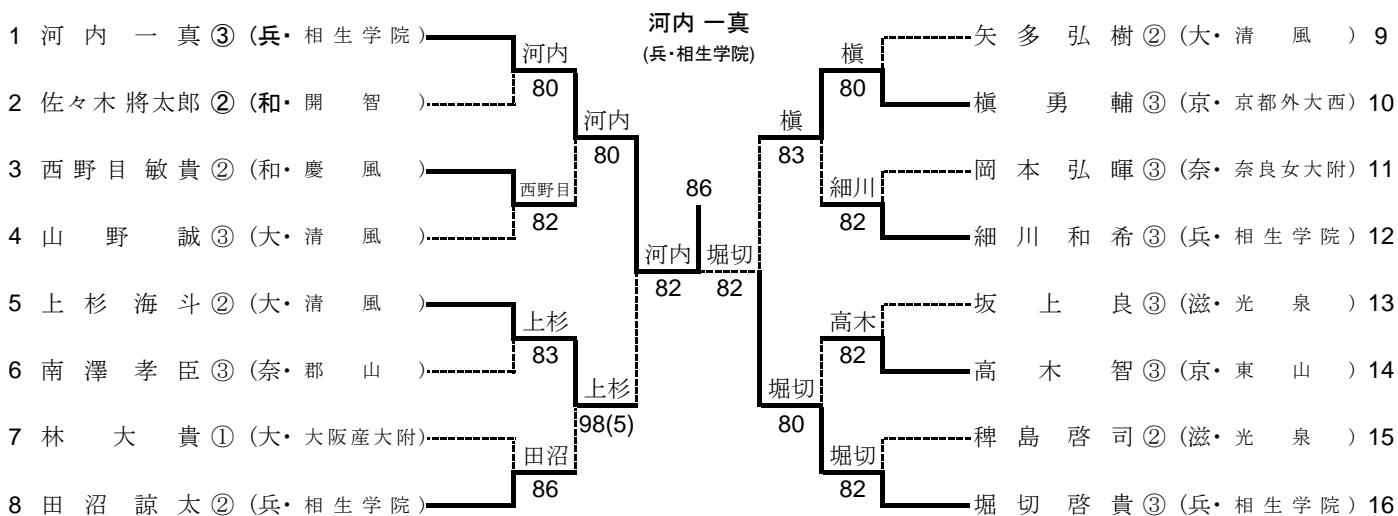 河内 一真
(兵・相生学院)
1 河内 一真 ③ (兵・相生学院)
2 佐々木 將太郎 ② (和・開智)
3 西野目 敏貴 ② (和・慶風)
4 山野 誠 ③ (大・清風)
5 上杉 海斗 ② (大・清風)
6 南澤 孝臣 ③ (奈・郡山)
7 林 大貴 ① (大・大阪産大附)
8 田沼 諒太 ② (兵・相生学院)
河内
80
西野目
82
上杉
83
田沼
86
河内
80
上杉
98(5)
河内
82
86
堀切
82
槇
83
堀切
80
槇
80
細川
82
高木
82
堀切
82
矢多弘樹 ② (大・清風) 9
槇 勇輔 ③ (京・京都外大西) 10
岡本弘暉 ③ (奈・奈良女大附) 11
細川和希 ③ (兵・相生学院) 12
坂上 良 ③ (滋・光泉) 13
高木 智 ③ (京・東山) 14
稗島啓司 ② (滋・光泉) 15
堀切啓貴 ③ (兵・相生学院) 16